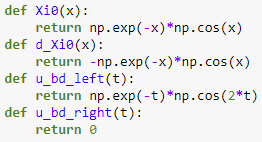 def Xi0(x):
    return np.exp(-x)*np.cos(x)
def d_Xi0(x):
    return -np.exp(-x)*np.cos(x)
def u_bd_left(t):
    return np.exp(-t)*np.cos(2*t)
def u_bd_right(t):
    return 0